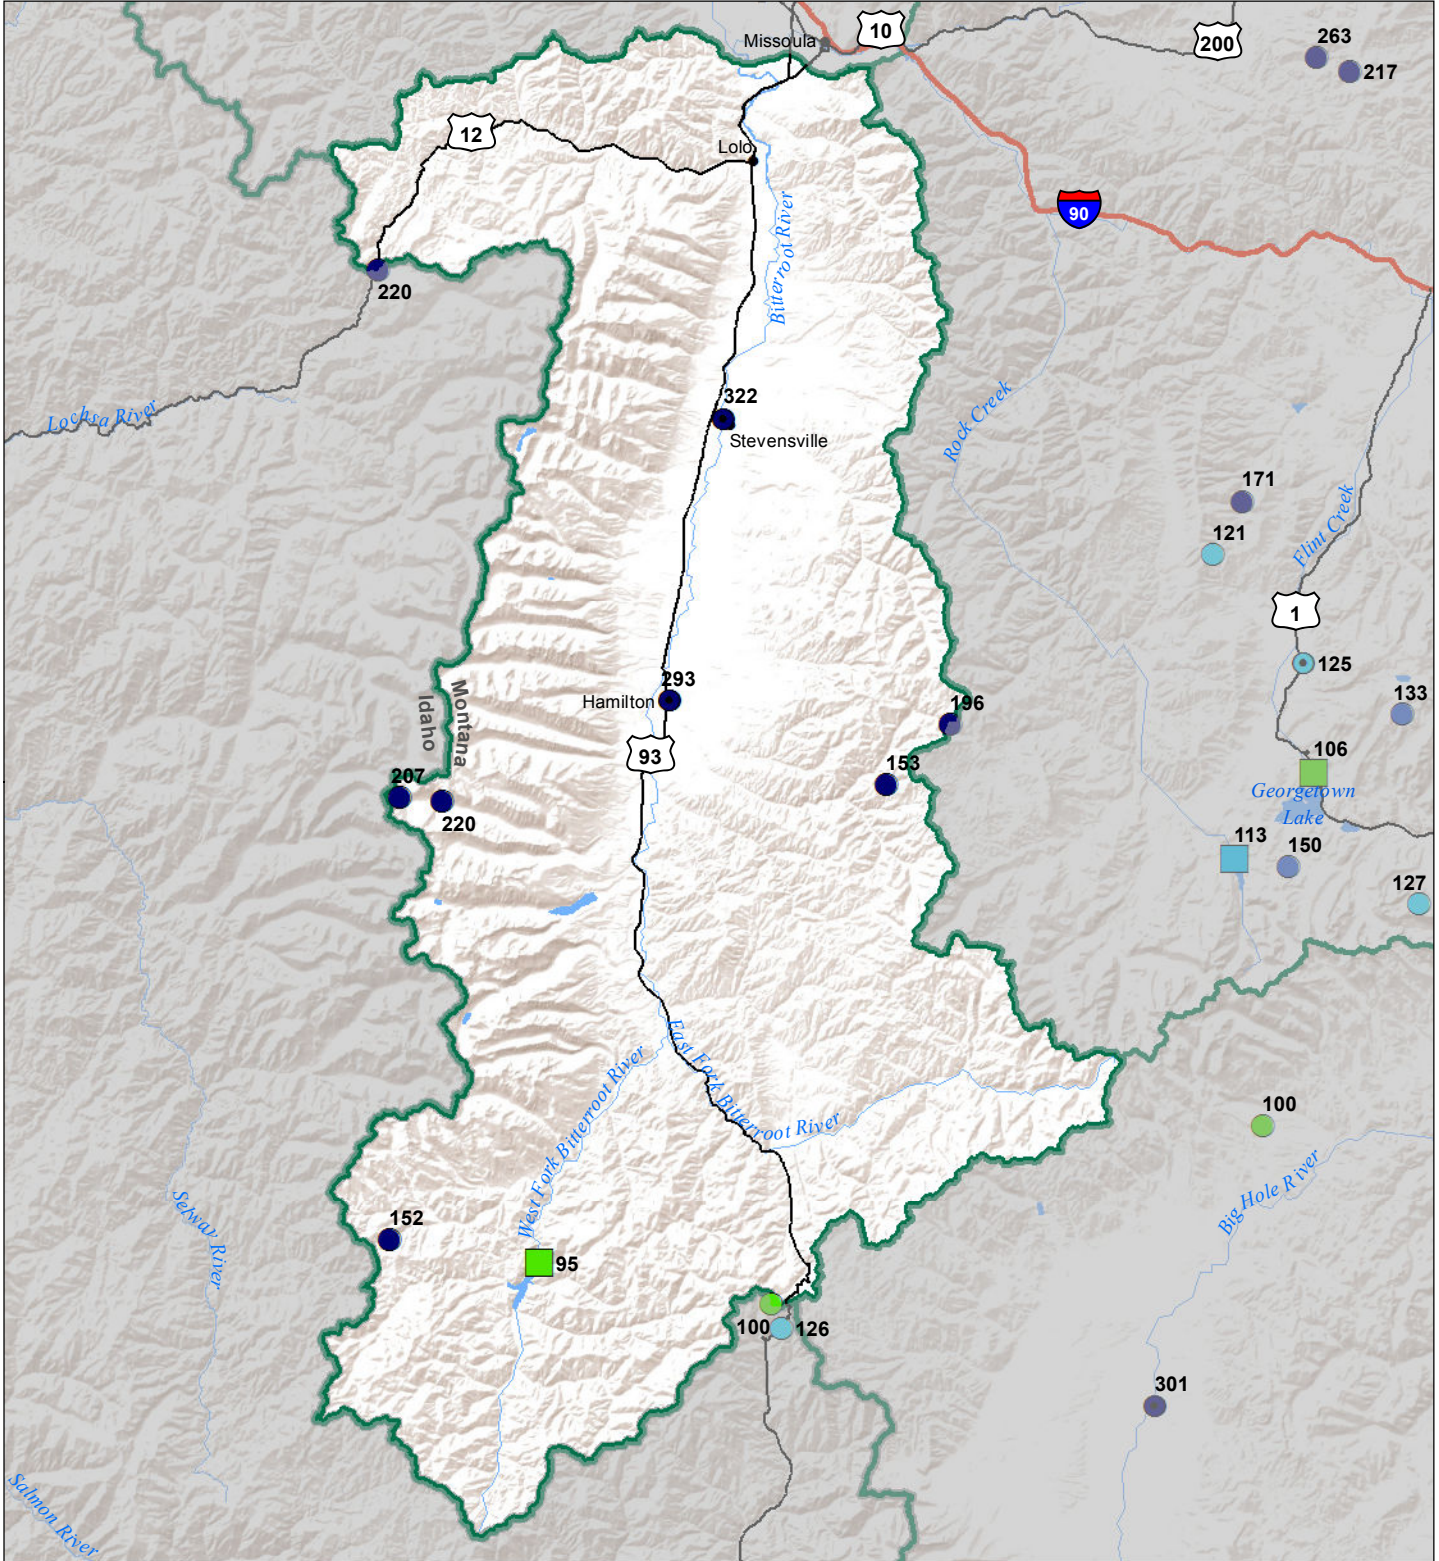 Missoula
10
200
263
217
12
Lolo
90
220
Bitterroot River
Lochsa River
322
Stevensville
Rock Creek
171
121
Flint Creek
1
125
133
Montana
Idaho
293
Hamilton
93
196
153
106
Georgetown
Lake
207
220
113
150
127
East Fork Bitterroot River
West Fork Bitterroot River
100
Big Hole River
Selway River
152
95
100
126
301
Salmon River